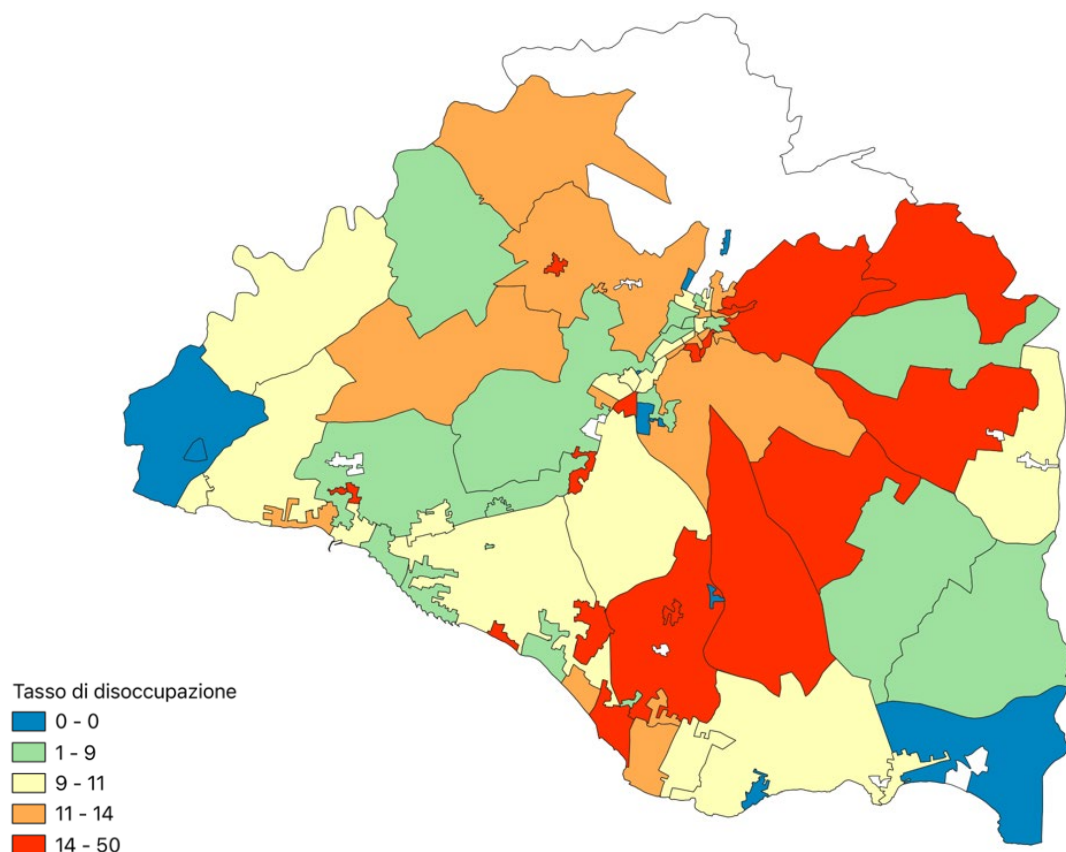 Tasso di disoccupazione
0 - 0
1 - 9
9 - 11
11 - 14
14 - 50